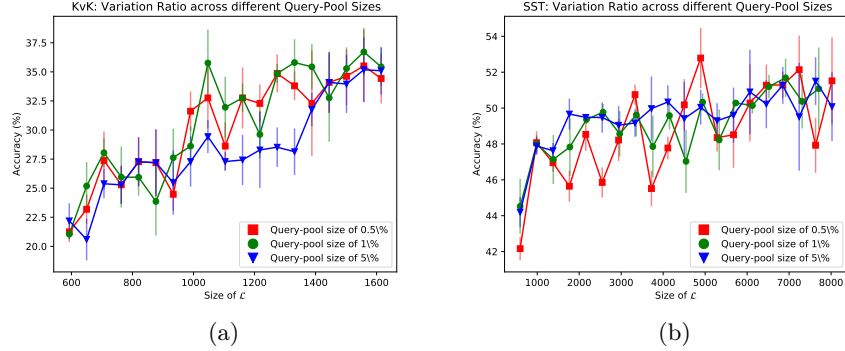 KvK: Variation Ratio across different Query-Pool Sizes
37.5
35.0
32.5
30.0
27.5
25.0
22.5
20.0
Accuracy (%)
600 800 1000 1200 1400 1600
Size of ℒ
Query-pool size of 0.5\%
Query-pool size of 1\%
Query-pool size of 5\%
(a)
SST: Variation Ratio across different Query-Pool Sizes
54
52
50
48
46
44
42
Accuracy (%)
0 1000 2000 3000 4000 5000 6000 7000 8000
Size of ℒ
Query-pool size of 0.5\%
Query-pool size of 1\%
Query-pool size of 5\%
(b)